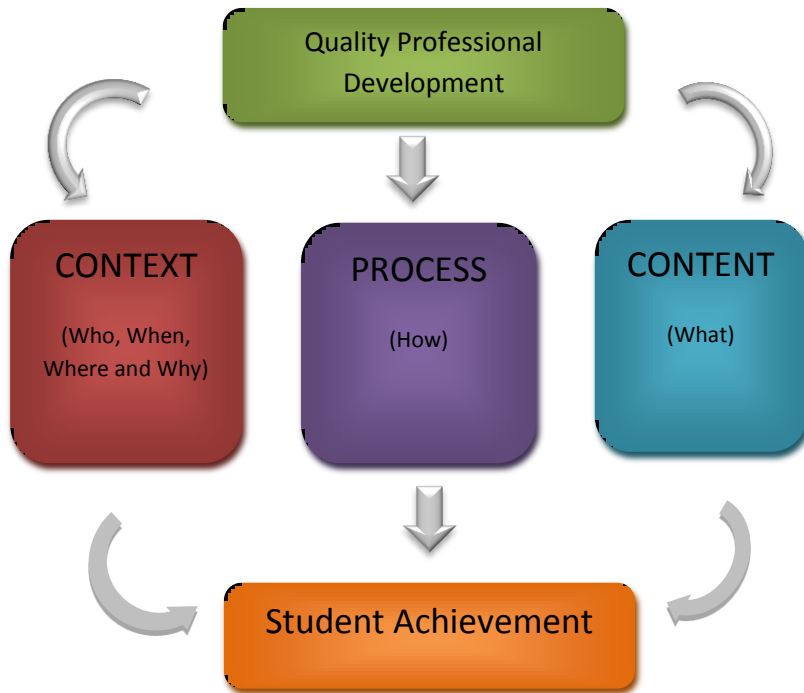 Quality Professional
Development
CONTEXT
(Who, When,
Where and Why)
PROCESS
(How)
CONTENT
(What)
Student Achievement